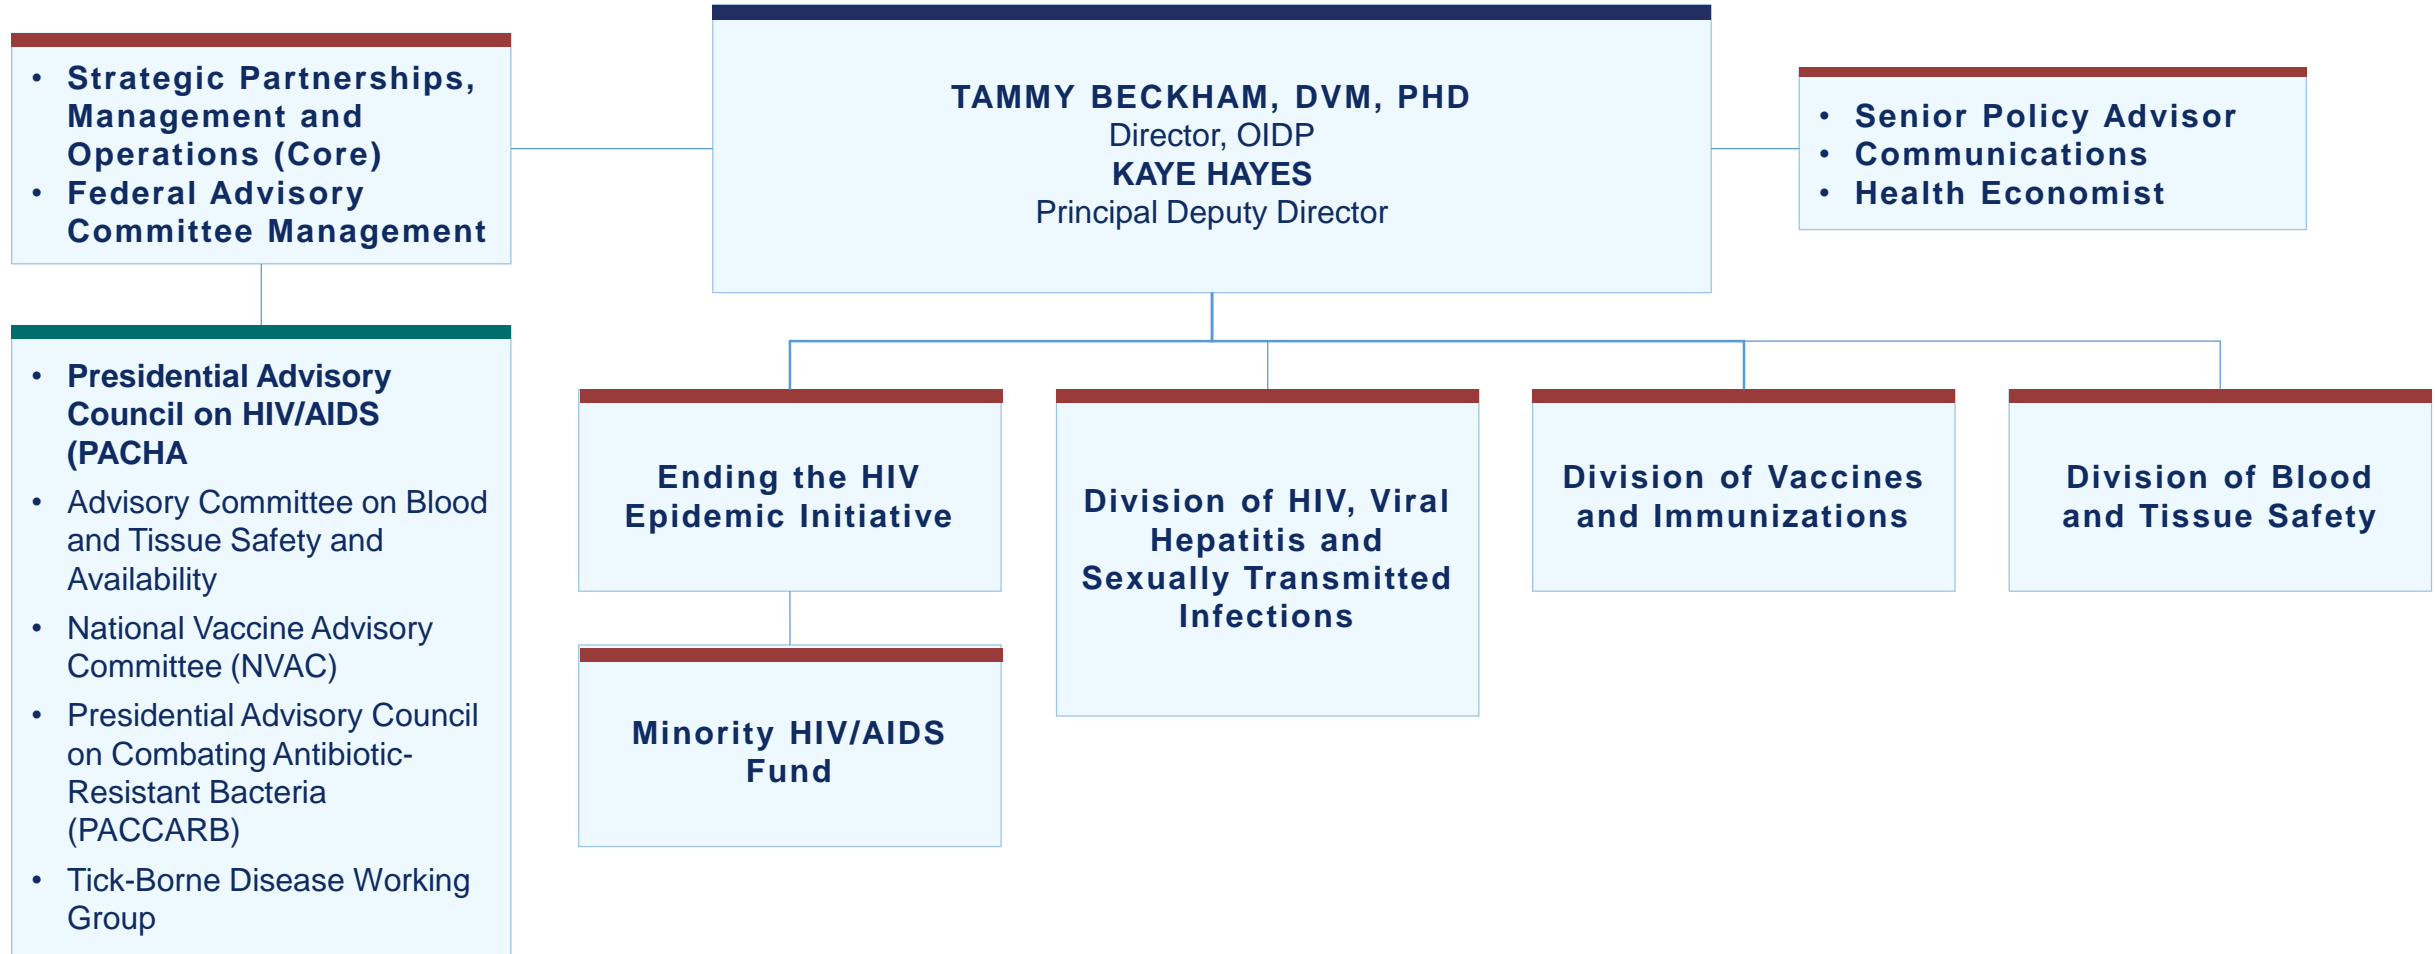 • Strategic Partnerships,
Management and
Operations (Core)
• Federal Advisory
Committee Management
TAMMY BECKHAM, DVM, PHD
Director, OIDP
KAYE HAYES
Principal Deputy Director
• Senior Policy Advisor
• Communications
• Health Economist
• Presidential Advisory
Council on HIV/AIDS
(PACHA
• Advisory Committee on Blood
and Tissue Safety and
Availability
• National Vaccine Advisory
Committee (NVAC)
• Presidential Advisory Council
on Combating Antibiotic-
Resistant Bacteria
(PACCARB)
• Tick-Borne Disease Working
Group
Ending the HIV
Epidemic Initiative
Minority HIV/AIDS
Fund
Division of HIV, Viral
Hepatitis and
Sexually Transmitted
Infections
Division of Vaccines
and Immunizations
Division of Blood
and Tissue Safety